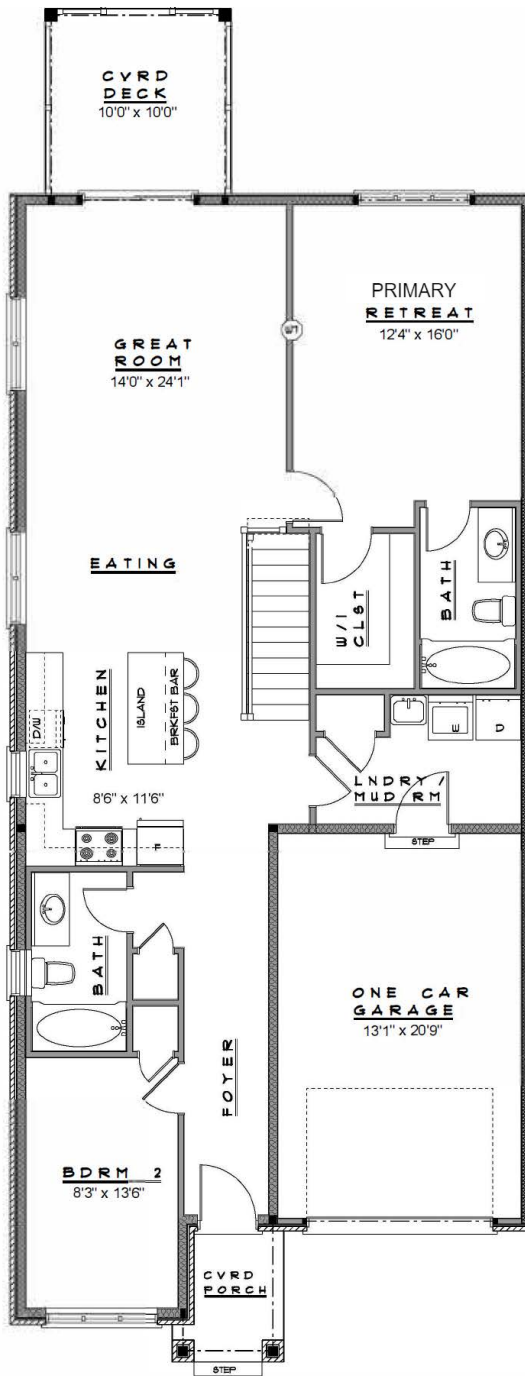 CVRD
DECK
10'0" x 10'0"
GREAT
ROOM
14'0" x 24'1"
PRIMARY
RETREAT
12'4" x 16'0"
EATING
W/I
CLST
BATH
KITCHEN
8'6" x 11'6"
D/W
ISLAND
BRKFST BAR
F
E
D
LNDRY /
MUD RM
STEP
BATH
ONE CAR
GARAGE
13'1" x 20'9"
FOYER
BDRM 2
8'3" x 13'6"
CVRD
PORCH
STEP